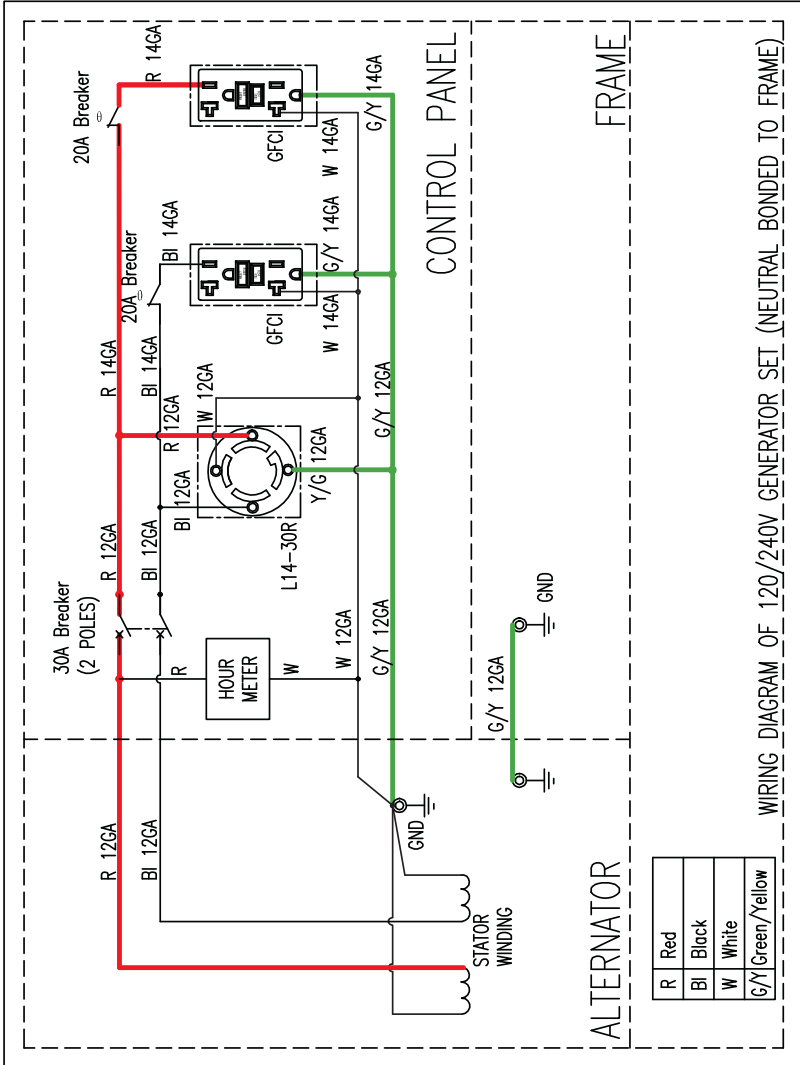 R 12GA
R 12GA
R 14GA
R 14GA
Bl 12GA
Bl 12GA
Bl 14GA
Bl 14GA
30A Breaker
(2 POLES)
20A Breaker
20A Breaker
R
HOUR
METER
W
Bl 12GA
R 12GA
W 12GA
L14-30R
Y/G 12GA
GFCI
W 14GA
G/Y 14GA
GFCI
W 14GA
G/Y 14GA
W 12GA
G/Y 12GA
G/Y 12GA
GND
STATOR
WINDING
CONTROL PANEL
G/Y 12GA
GND
ALTERNATOR
FRAME
R Red
Bl Black
W White
G/Y Green/Yellow
WIRING DIAGRAM OF 120/240V GENERATOR SET (NEUTRAL BONDED TO FRAME)